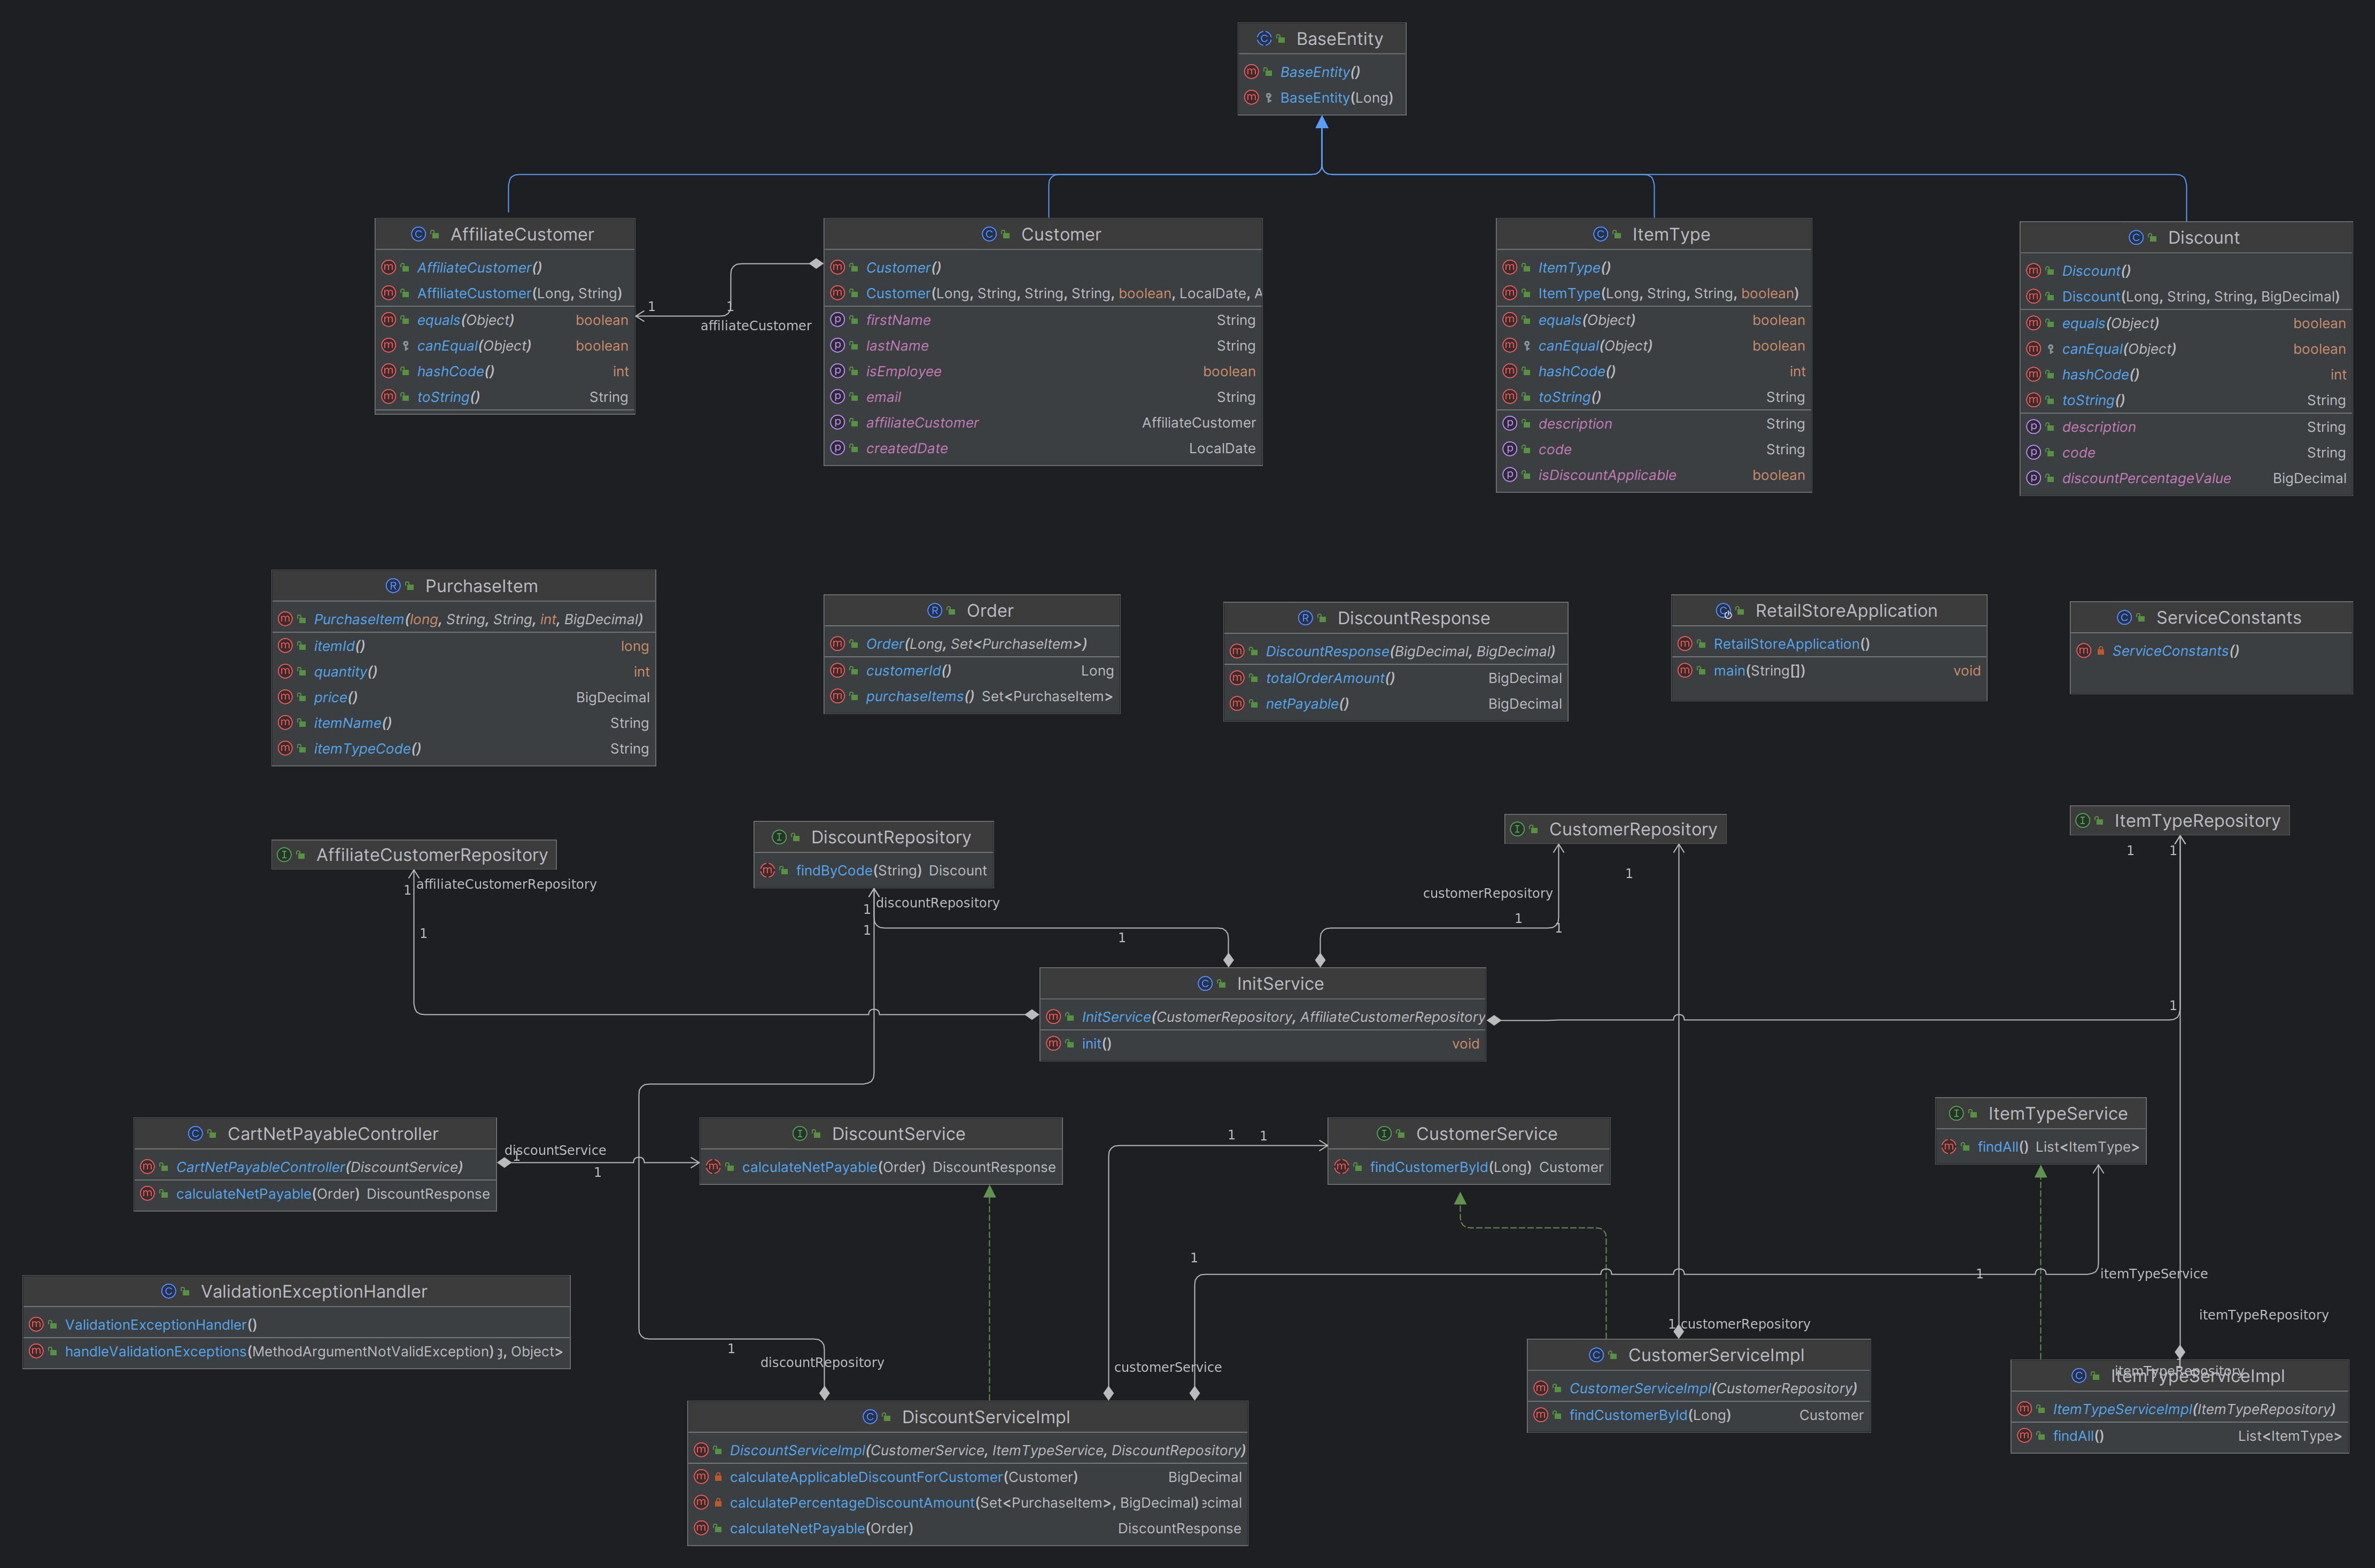 BaseEntity
BaseEntity()
BaseEntity(Long)
AffiliateCustomer
AffiliateCustomer()
AffiliateCustomer(Long, String)
equals(Object) boolean
canEqual(Object) boolean
hashCode() int
toString() String
1
1
affiliateCustomer
Customer
Customer()
Customer(Long, String, String, String, boolean, LocalDate, A
firstName String
lastName String
isEmployee boolean
email String
affiliateCustomer AffiliateCustomer
createdDate LocalDate
ItemType
ItemType()
ItemType(Long, String, String, boolean)
equals(Object) boolean
canEqual(Object) boolean
hashCode() int
toString() String
description String
code String
isDiscountApplicable boolean
Discount
Discount()
Discount(Long, String, String, BigDecimal)
equals(Object) boolean
canEqual(Object) boolean
hashCode() int
toString() String
description String
code String
discountPercentageValue BigDecimal
PurchaseItem
PurchaseItem(long, String, String, int, BigDecimal)
itemId() long
quantity() int
price() BigDecimal
itemName() String
itemTypeCode() String
Order
Order(Long, Set<PurchaseItem>)
customerId() Long
purchaseItems() Set<PurchaseItem>
DiscountResponse
DiscountResponse(BigDecimal, BigDecimal)
totalOrderAmount() BigDecimal
netPayable() BigDecimal
RetailStoreApplication
RetailStoreApplication()
main(String[]) void
ServiceConstants
ServiceConstants()
AffiliateCustomerRepository
1
affiliateCustomerRepository
1
DiscountRepository
findByCode(String) Discount
1
discountRepository
1
1
CustomerRepository
1
customerRepository
1
1
ItemTypeRepository
1
1
1
InitService
InitService(CustomerRepository, AffiliateCustomerRepository
init() void
CartNetPayableController
CartNetPayableController(DiscountService)
calculateNetPayable(Order) DiscountResponse
discountService
1
1
DiscountService
calculateNetPayable(Order) DiscountResponse
1
1
CustomerService
findCustomerById(Long) Customer
ItemTypeService
findAll() List<ItemType>
1
1
itemTypeService
itemTypeRepository
ValidationExceptionHandler
ValidationExceptionHandler()
handleValidationExceptions(MethodArgumentNotValidException) g, Object>
1
discountRepository
customerService
1
customerRepository
DiscountServiceImpl
DiscountServiceImpl(CustomerService, ItemTypeService, DiscountRepository)
calculateApplicableDiscountForCustomer(Customer) BigDecimal
calculatePercentageDiscountAmount(Set<PurchaseItem>, BigDecimal) ecimal
calculateNetPayable(Order) DiscountResponse
CustomerServiceImpl
CustomerServiceImpl(CustomerRepository)
findCustomerById(Long) Customer
itemTypeRepository
ItemTypeServiceImpl
ItemTypeServiceImpl(ItemTypeRepository)
findAll() List<ItemType>